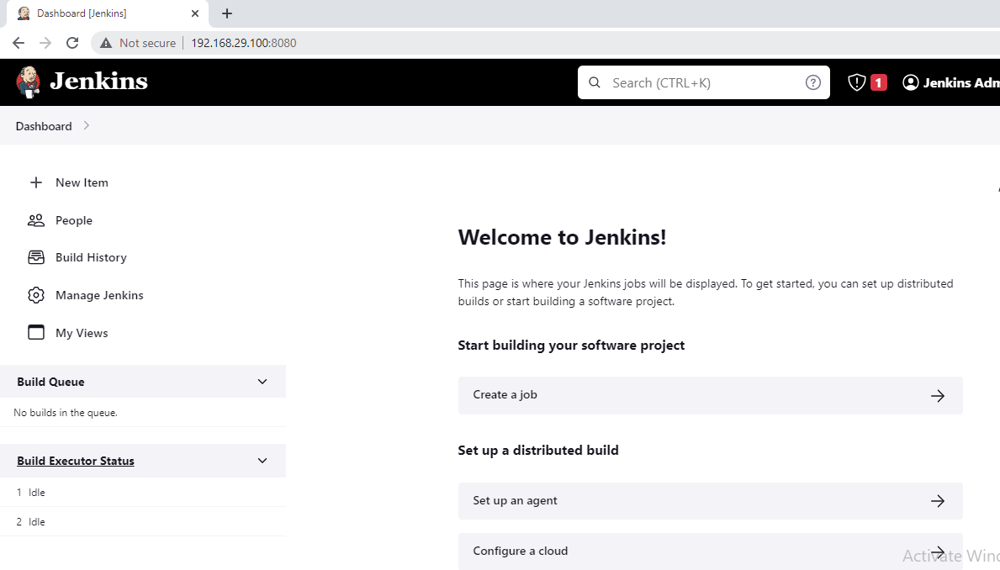 Dashboard [Jenkins]
Not secure
192.168.29.100:8080
Jenkins
Search (CTRL+K)
1
Jenkins Adm
Dashboard
New Item
People
Build History
Manage Jenkins
My Views
Build Queue
No builds in the queue.
Build Executor Status
1 Idle
2 Idle
Welcome to Jenkins!
This page is where your Jenkins jobs will be displayed. To get started, you can set up distributed
builds or start building a software project.
Start building your software project
Create a job
Set up a distributed build
Set up an agent
Configure a cloud
Activate Wind